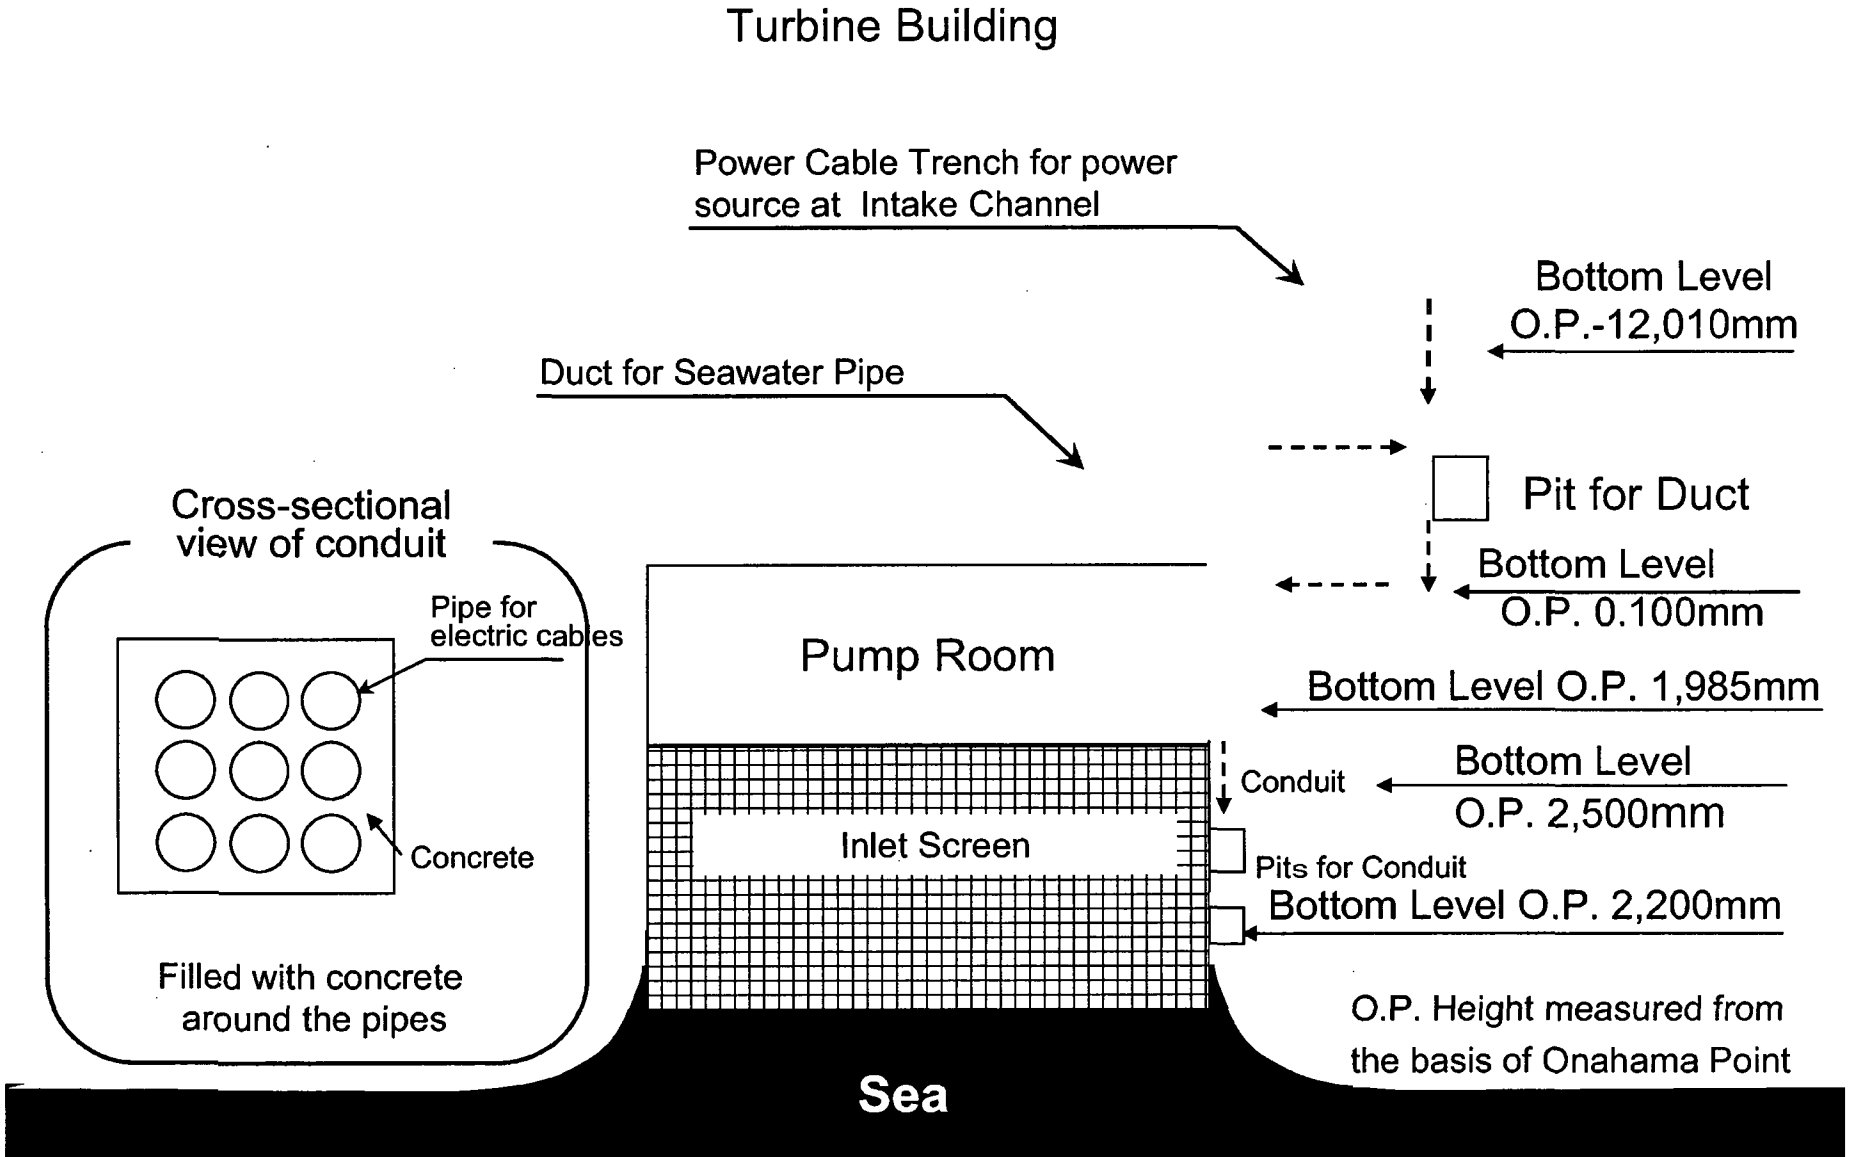 Turbine Building
Power Cable Trench for power
source at Intake Channel
Bottom Level
O.P.-12,010mm
Duct for Seawater Pipe
Pit for Duct
Cross-sectional
view of conduit
Bottom Level
O.P. 0.100mm
Pipe for
electric cables
Pump Room
Bottom Level O.P. 1,985mm
Bottom Level
O.P. 2,500mm
Conduit
Inlet Screen
Concrete
Pits for Conduit
Bottom Level O.P. 2,200mm
Filled with concrete
around the pipes
O.P. Height measured from
the basis of Onahama Point
Sea